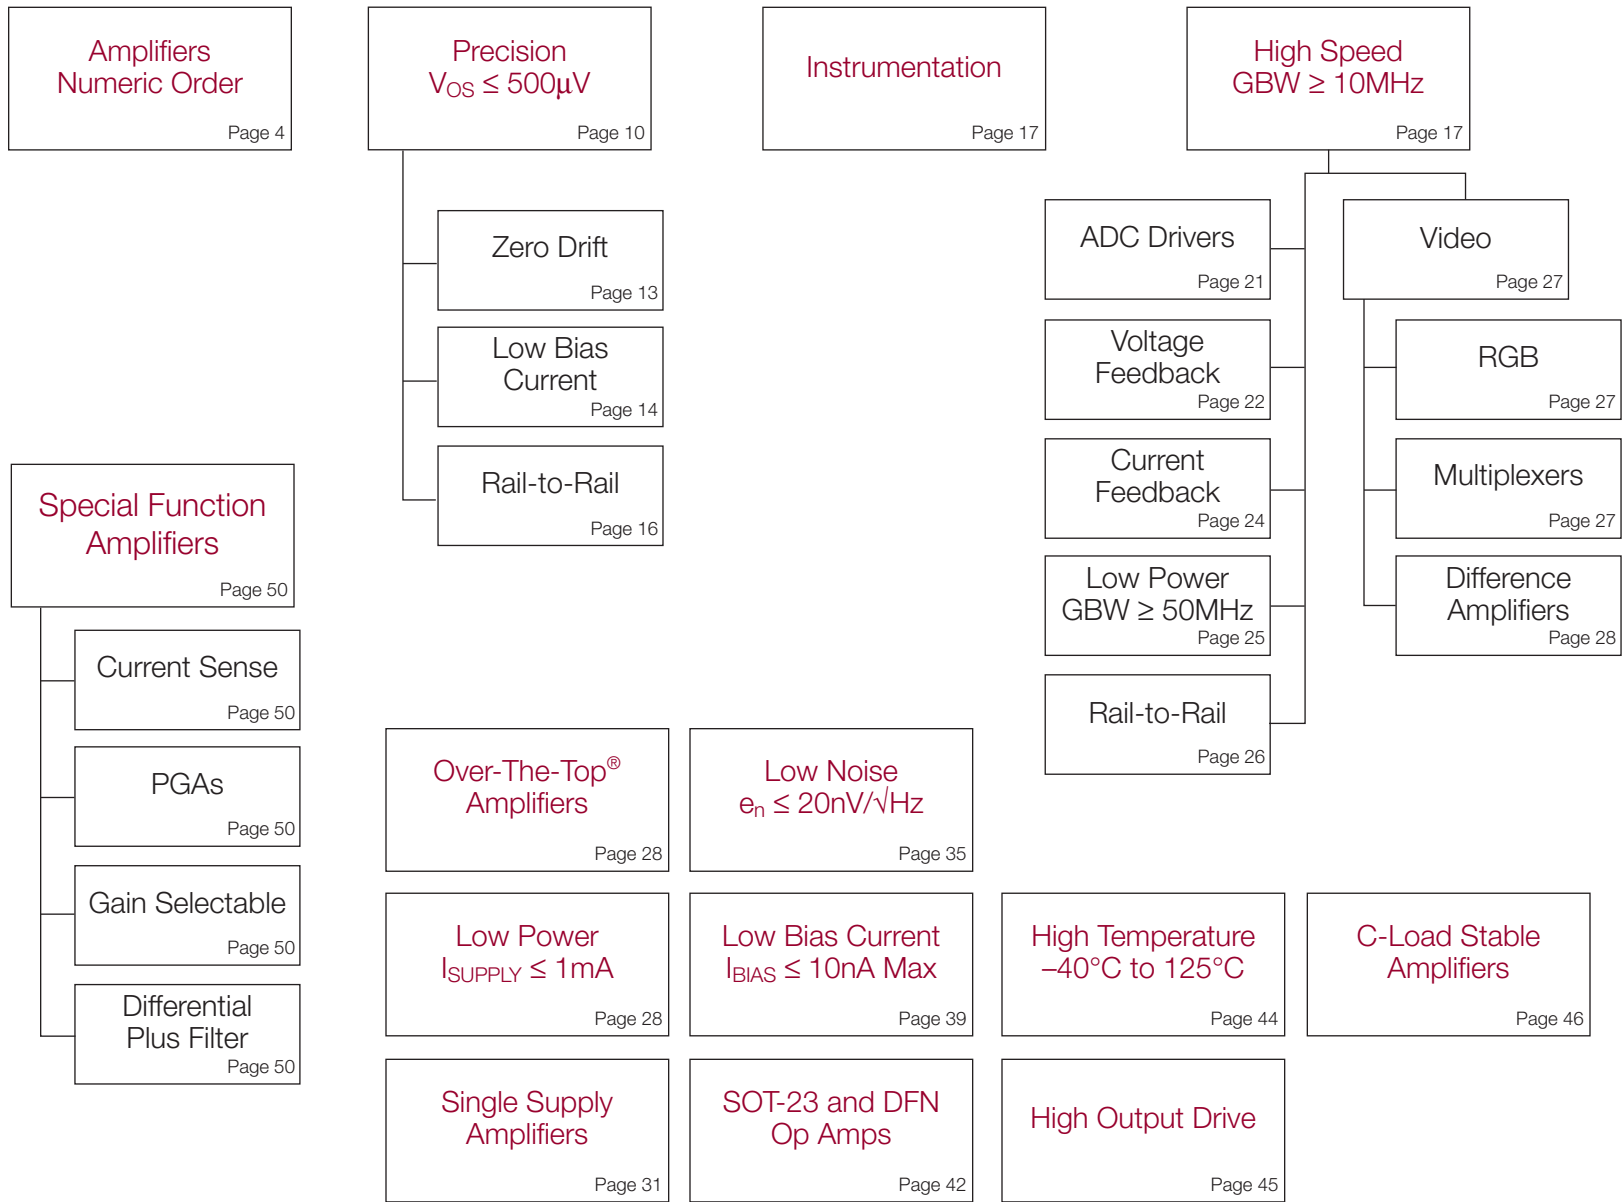 Amplifiers
Numeric Order
Page 4
Precision
VOS ≤ 500µV
Page 10
Instrumentation
Page 17
High Speed
GBW ≥ 10MHz
Page 17
Zero Drift
Page 13
Low Bias
Current
Page 14
Rail-to-Rail
Page 16
ADC Drivers
Page 21
Voltage
Feedback
Page 22
Current
Feedback
Page 24
Low Power
GBW ≥ 50MHz
Page 25
Rail-to-Rail
Page 26
Video
Page 27
RGB
Page 27
Multiplexers
Page 27
Difference
Amplifiers
Page 28
Special Function
Amplifiers
Page 50
Current Sense
Page 50
PGAs
Page 50
Gain Selectable
Page 50
Differential
Plus Filter
Page 50
Over-The-Top®
Amplifiers
Page 28
Low Noise
en ≤ 20nV/√Hz
Page 35
Low Power
ISUPPLY ≤ 1mA
Page 28
Low Bias Current
IBIAS ≤ 10nA Max
Page 39
High Temperature
–40°C to 125°C
Page 44
C-Load Stable
Amplifiers
Page 46
Single Supply
Amplifiers
Page 31
SOT-23 and DFN
Op Amps
Page 42
High Output Drive
Page 45